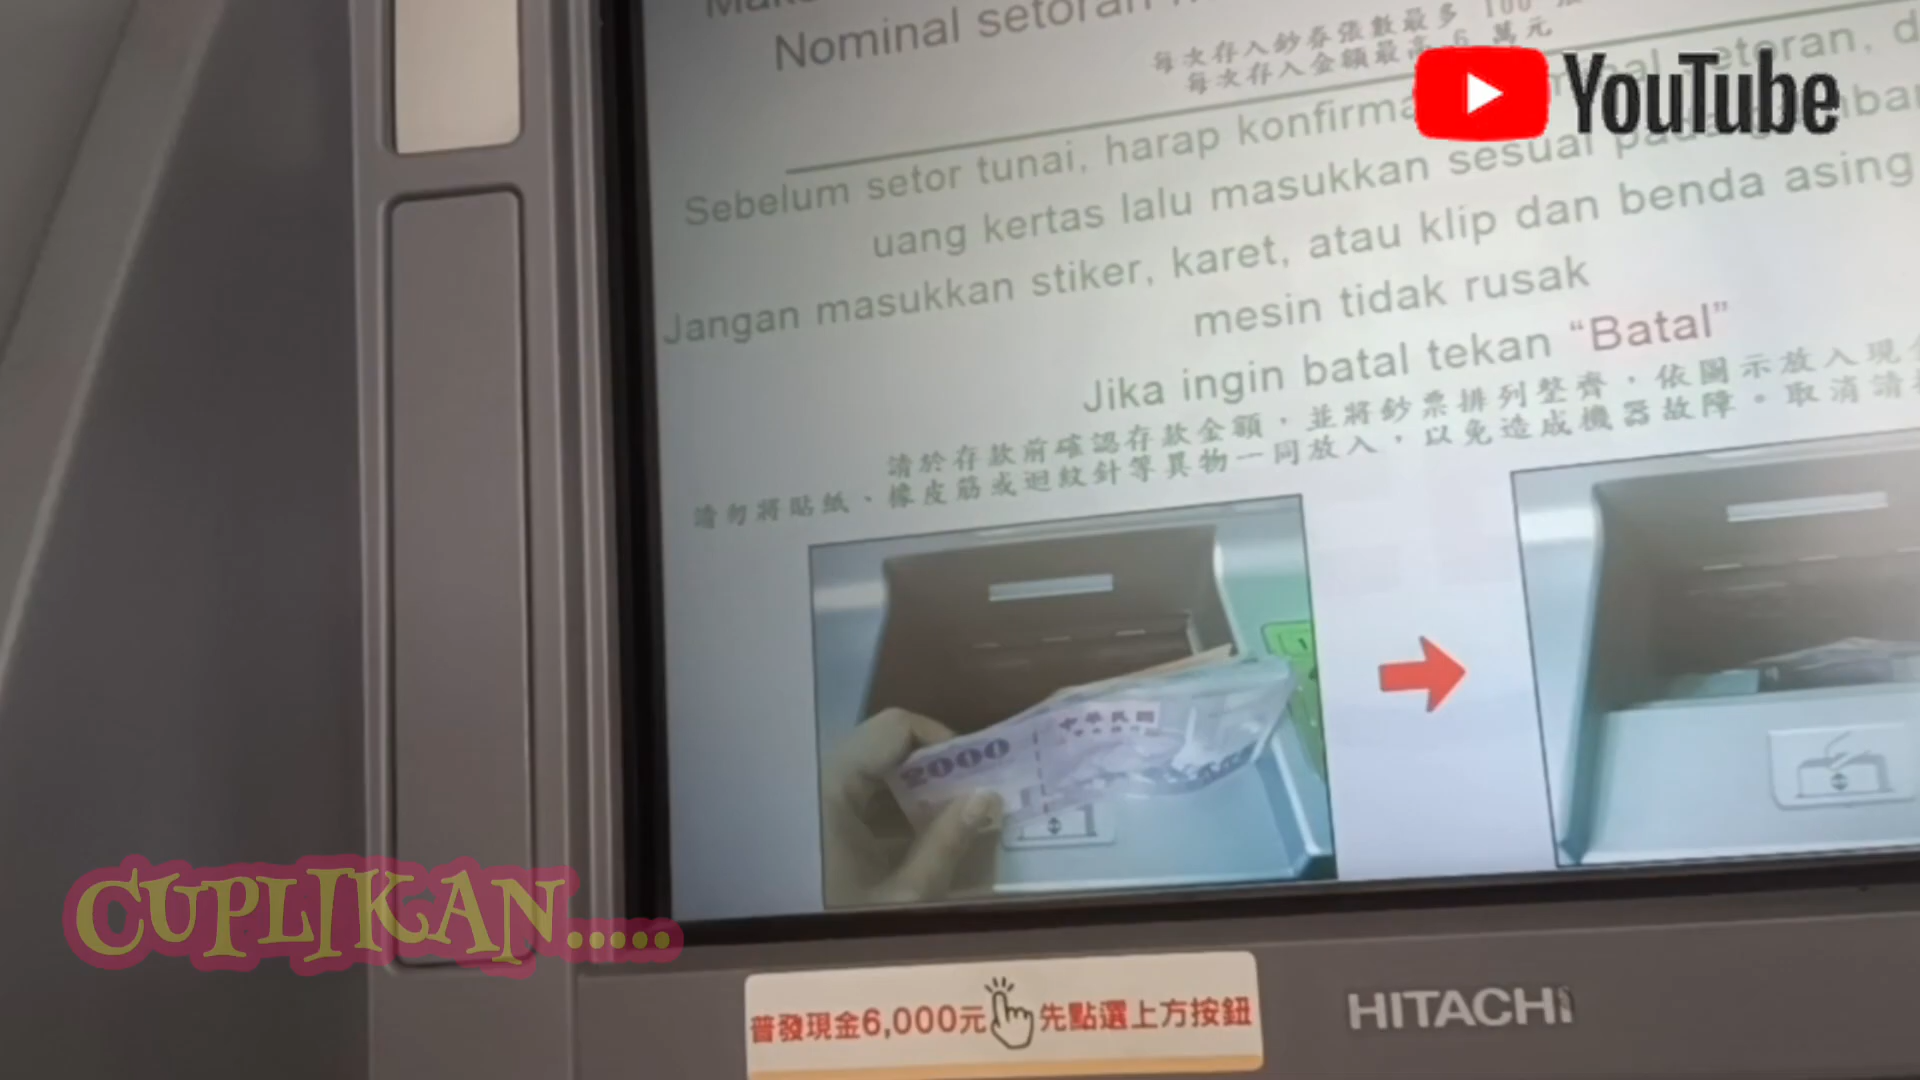 Nominal setoran
每次存入鈔券張數最多 100
每次存入金額最高 6 萬元
YouTube
Sebelum setor tunai, harap konfirma setoran,
uang kertas lalu masukkan sesuai
Jangan masukkan stiker, karet, atau klip dan benda asing
mesin tidak rusak
Jika ingin batal tekan “Batal”
請於存款前確認存款金額,並將鈔票排列整齊,依圖示放入現
請勿將貼紙、橡皮筋或迴紋針等異物一同放入,以免造成機器故障。取消請
2000
中華民國
CUPLIKAN.....
普發現金6,000元 先點選上方按鈕
HITACHI